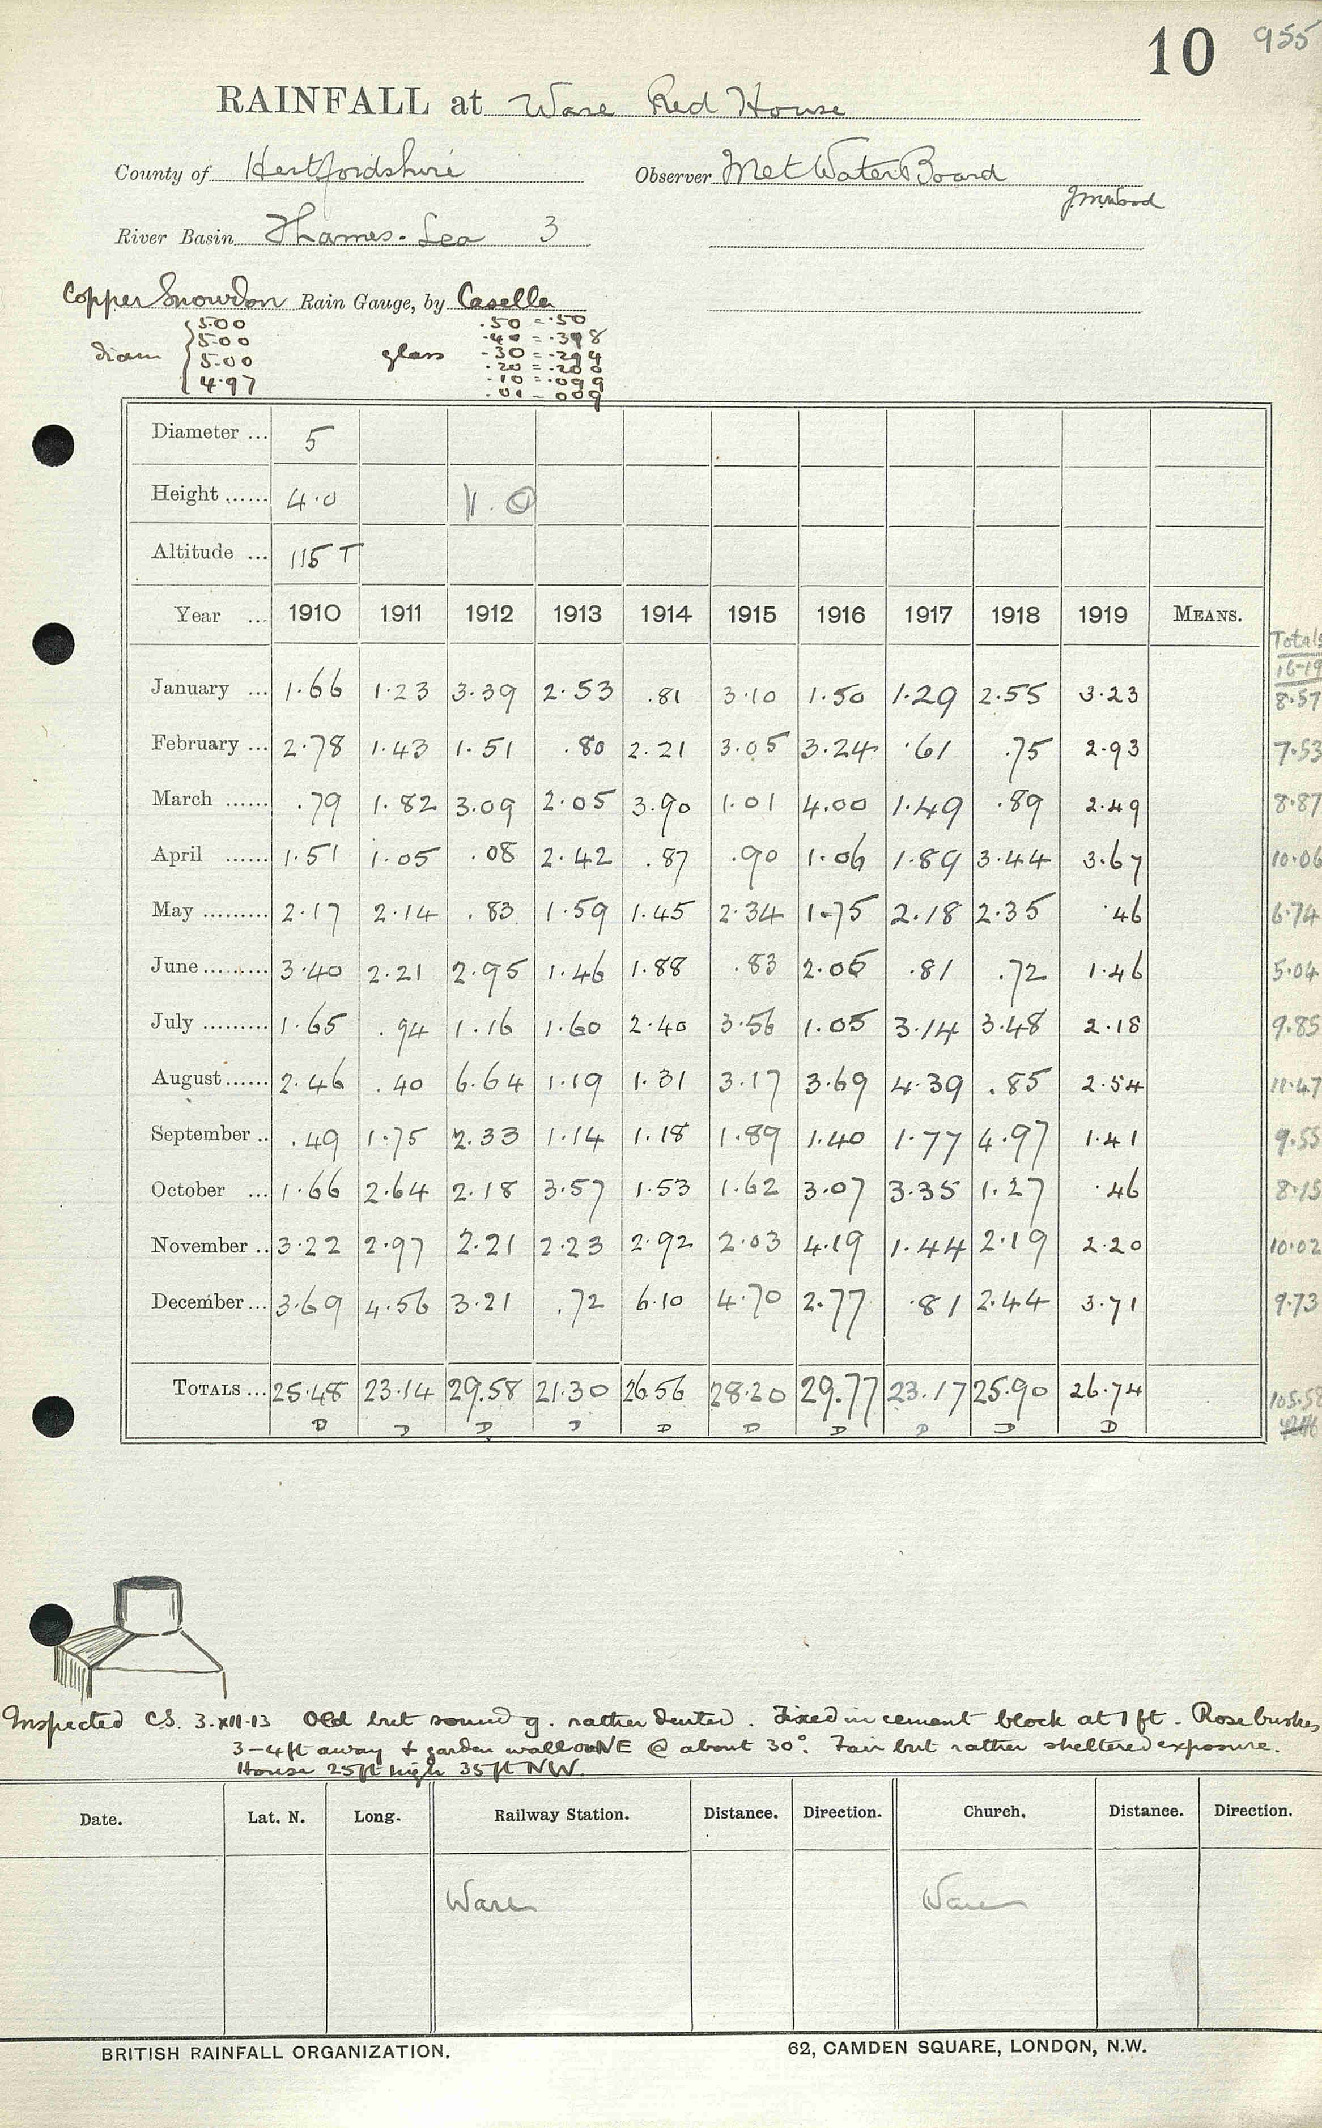 10 955
RAINFALL at Ware Red House
County of Hertfordshire Observer Met Water Board
J.M. Wood
River Basin Thames-Lea 3
Copper Snowdon Rain Gauge, by Casella
diam 5.00 5.00 5.00 4.97
glass
.50 = .50
.40 = .398
.30 = .294
.20 = .200
.10 = .099
.01 = 009
Diameter ... 5
Height ...... 4.0 1.0
Altitude ... 115 T
Year ... 1910 1911 1912 1913 1914 1915 1916 1917 1918 1919 MEANS. Totals 16-19
January ... 1.66 1.23 3.39 2.53 .81 3.10 1.50 1.29 2.55 3.23 8.57
February ... 2.78 1.43 1.51 .80 2.21 3.05 3.24 .61 .75 2.93 7.53
March ...... .79 1.82 3.09 2.05 3.90 1.01 4.00 1.49 .89 2.49 8.87
April ...... 1.51 1.05 .08 2.42 .87 .90 1.06 1.89 3.44 3.67 10.06
May ......... 2.17 2.14 .83 1.59 1.45 2.34 1.75 2.18 2.35 .46 6.74
June ......... 3.40 2.21 2.95 1.46 1.88 .83 2.05 .81 .72 1.46 5.04
July ......... 1.65 .94 1.16 1.60 2.40 3.56 1.05 3.14 3.48 2.18 9.85
August ...... 2.46 .40 6.64 1.19 1.31 3.17 3.69 4.39 .85 2.54 11.47
September .. .49 1.75 2.33 1.14 1.18 1.89 1.40 1.77 4.97 1.41 9.55
October ... 1.66 2.64 2.18 3.57 1.53 1.62 3.07 3.35 1.27 .46 8.15
November .. 3.22 2.97 2.21 2.23 2.92 2.03 4.19 1.44 2.19 2.20 10.02
December ... 3.69 4.56 3.21 .72 6.10 4.70 2.77 .81 2.44 3.71 9.73
TOTALS ... 25.48 23.14 29.58 21.30 26.56 28.20 29.77 23.17 25.90 26.74 105.58
D D D D D D D D D D
Inspected C.S. 3.XII.13 Old but sound g. rather dented. Fixed in cement block at 1 ft. Rose bushes
3-4ft away & garden wall on NE @ about 30°. Fair but rather sheltered exposure.
House 25ft high 35ft NW.
Date. Lat. N. Long. Railway Station. Distance. Direction. Church. Distance. Direction.
Ware Ware
BRITISH RAINFALL ORGANIZATION. 62, CAMDEN SQUARE, LONDON, N.W.